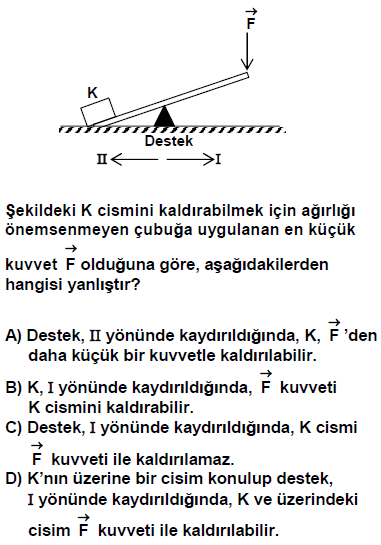 F
K
Destek
II I
Şekildeki K cismini kaldırabilmek için ağırlığı
önemsenmeyen çubuğa uygulanan en küçük
kuvvet F olduğuna göre, aşağıdakilerden
hangisi yanlıştır?
A) Destek, II yönünde kaydırıldığında, K, F 'den
daha küçük bir kuvvetle kaldırılabilir.
B) K, I yönünde kaydırıldığında, F kuvveti
K cismini kaldırabilir.
C) Destek, I yönünde kaydırıldığında, K cismi
F kuvveti ile kaldırılamaz.
D) K'nın üzerine bir cisim konulup destek,
I yönünde kaydırıldığında, K ve üzerindeki
cisim F kuvveti ile kaldırılabilir.